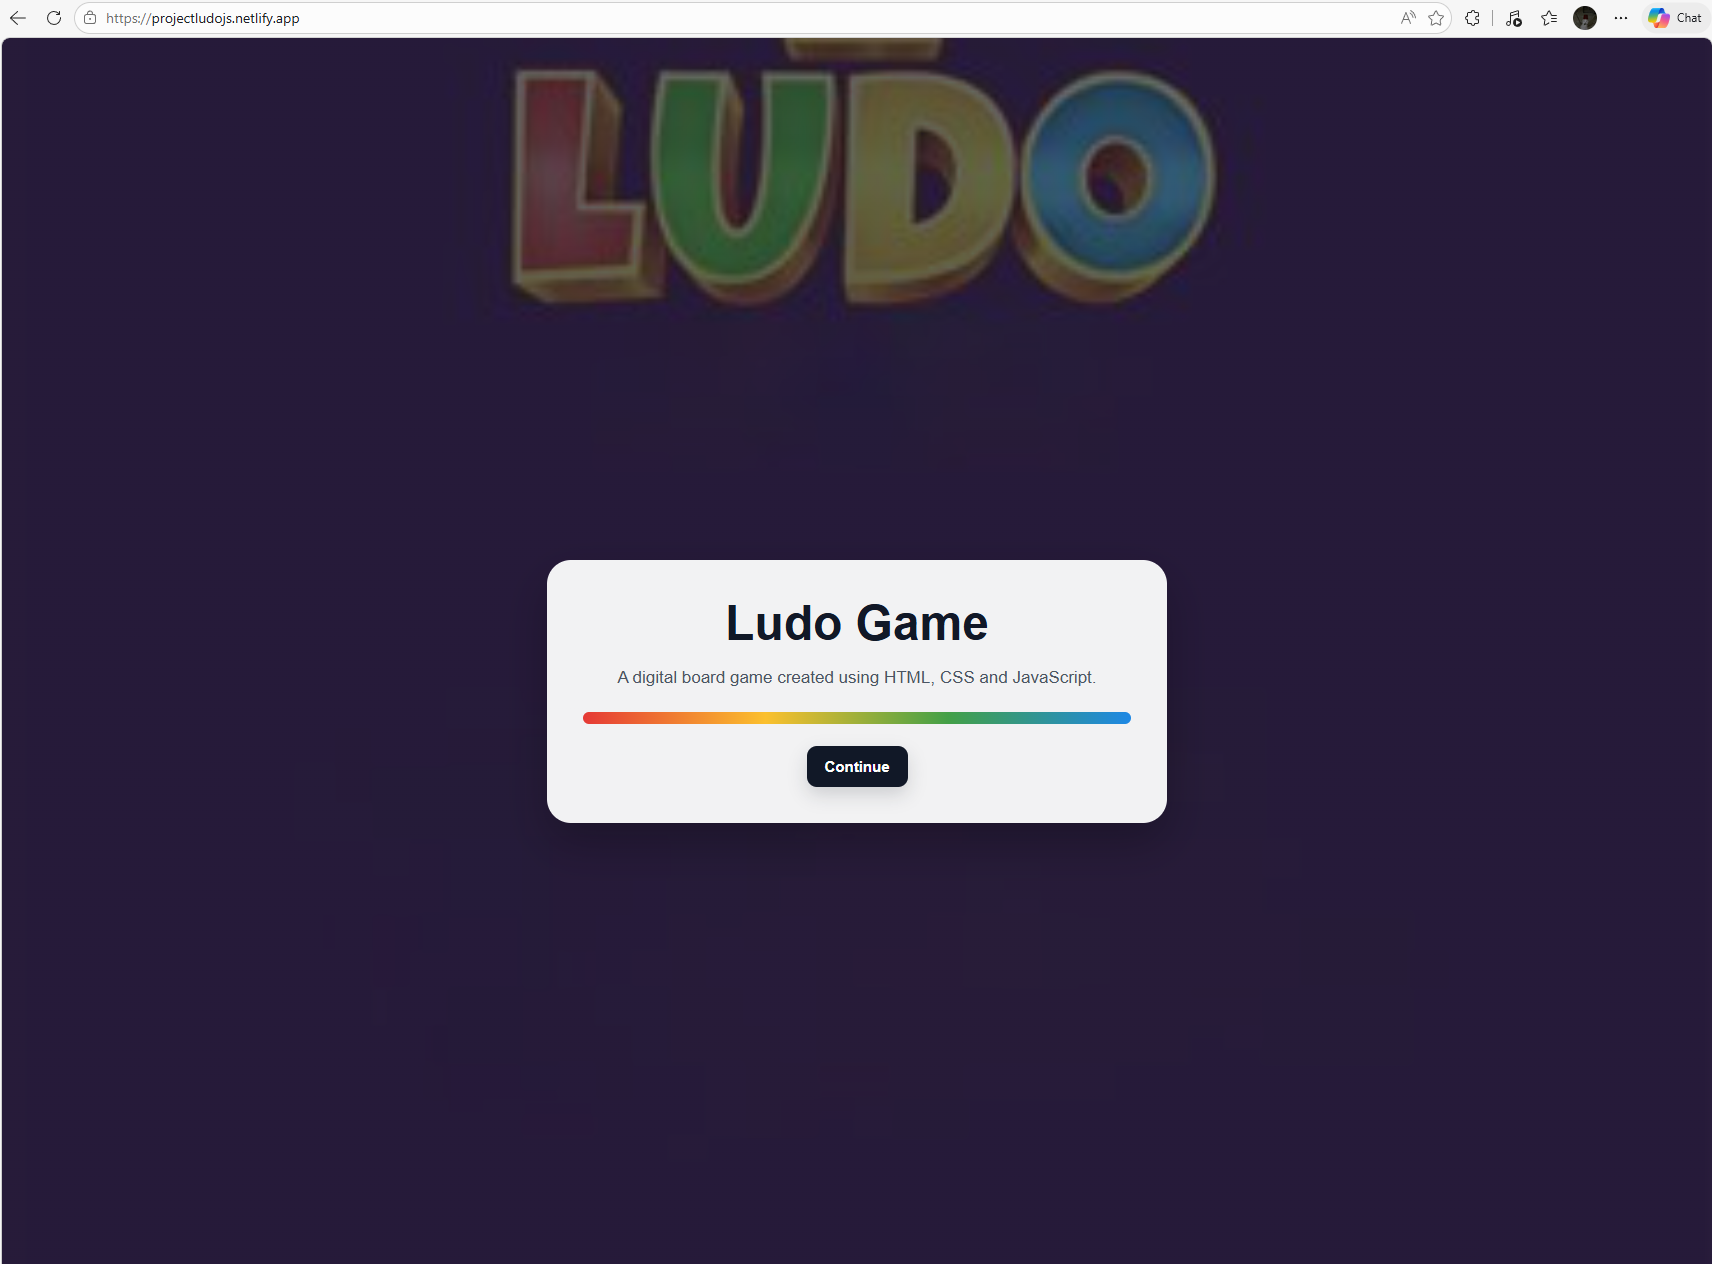 https://projectludojs.netlify.app
Chat
LUDO
Ludo Game
A digital board game created using HTML, CSS and JavaScript.
Continue